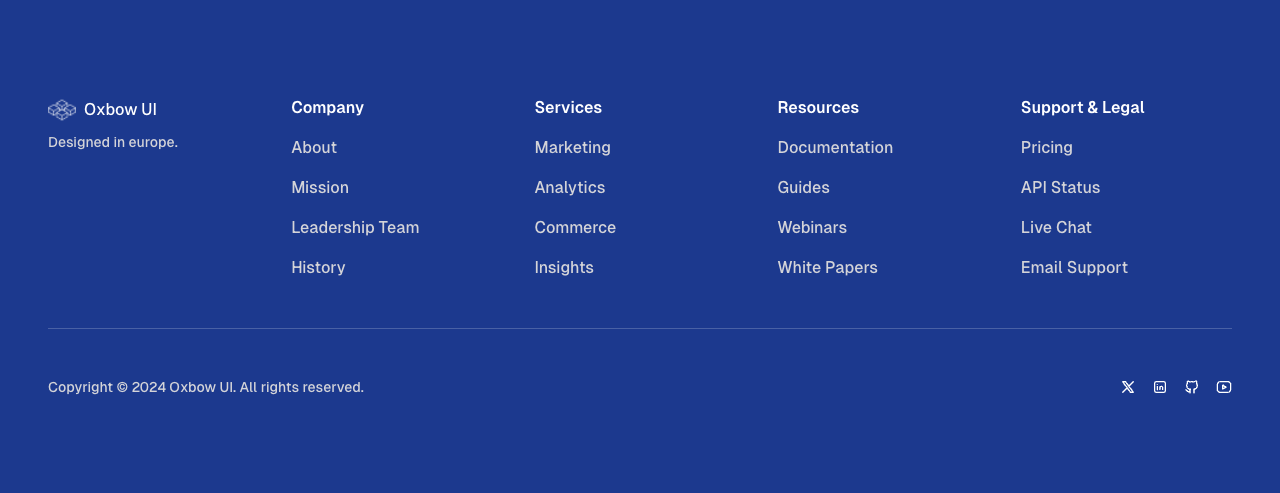 Oxbow UI
Designed in europe.
Company
About
Mission
Leadership Team
History
Services
Marketing
Analytics
Commerce
Insights
Resources
Documentation
Guides
Webinars
White Papers
Support & Legal
Pricing
API Status
Live Chat
Email Support
Copyright © 2024 Oxbow UI. All rights reserved.